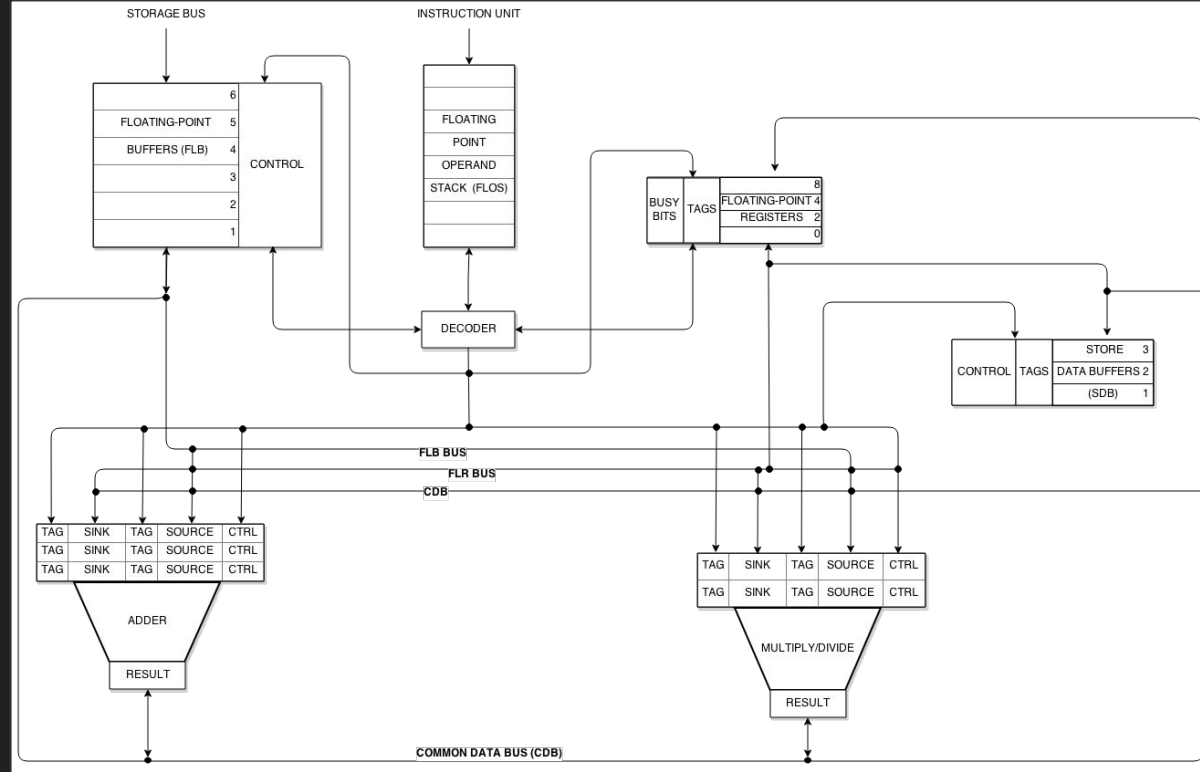 STORAGE BUS
INSTRUCTION UNIT
6
FLOATING-POINT 5
BUFFERS (FLB) 4
3
2
1
CONTROL
FLOATING
POINT
OPERAND
STACK (FLOS)
BUSY
BITS
TAGS
8
FLOATING-POINT 4
REGISTERS 2
0
DECODER
CONTROL
TAGS
STORE 3
DATA BUFFERS 2
(SDB) 1
FLB BUS
FLR BUS
CDB
TAG SINK TAG SOURCE CTRL
TAG SINK TAG SOURCE CTRL
TAG SINK TAG SOURCE CTRL
ADDER
RESULT
TAG SINK TAG SOURCE CTRL
TAG SINK TAG SOURCE CTRL
MULTIPLY/DIVIDE
RESULT
COMMON DATA BUS (CDB)